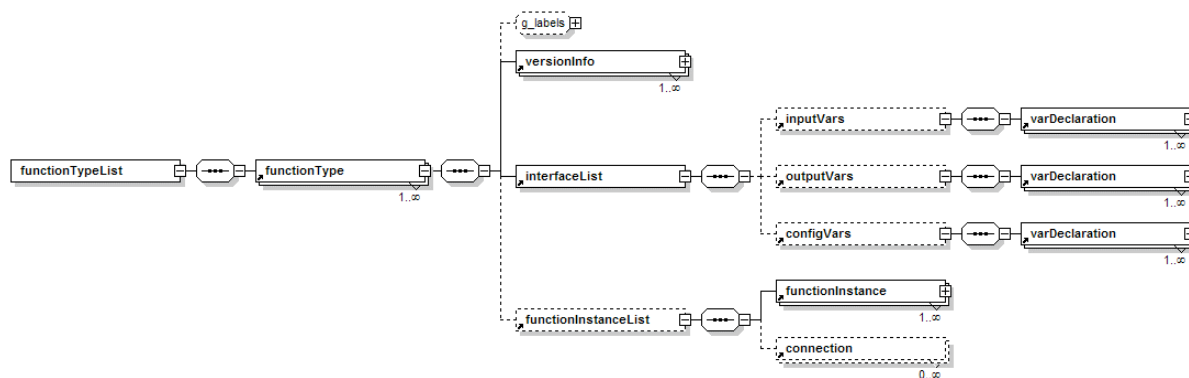 g_labels
versionInfo
1..∞
inputVars
varDeclaration
1..∞
functionTypeList
functionType
1..∞
interfaceList
outputVars
varDeclaration
1..∞
configVars
varDeclaration
1..∞
functionInstanceList
functionInstance
1..∞
connection
0..∞